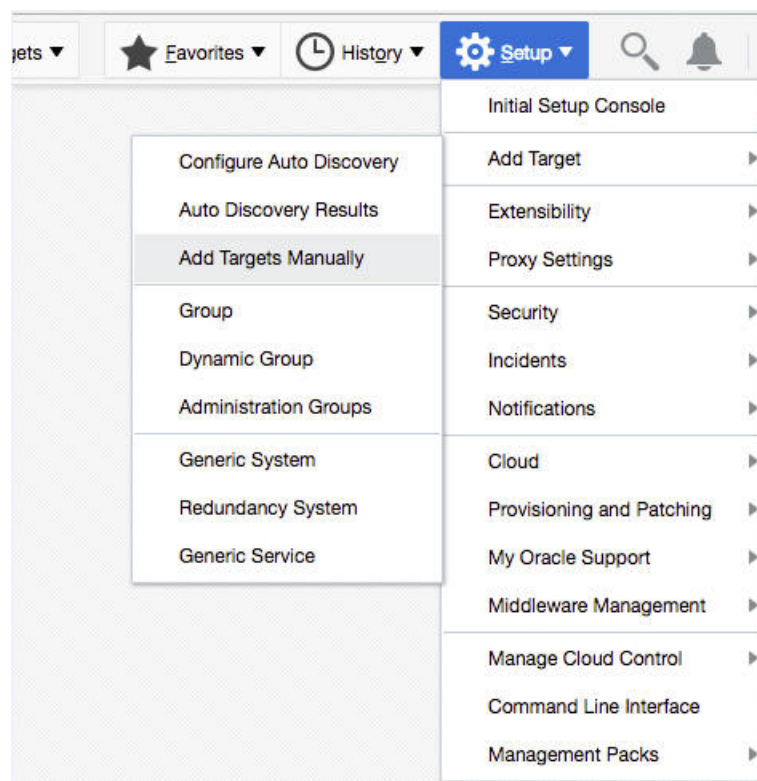 gets ▼
Favorites ▼
History ▼
Setup ▼
Initial Setup Console
Add Target
Extensibility
Proxy Settings
Security
Incidents
Notifications
Cloud
Provisioning and Patching
My Oracle Support
Middleware Management
Manage Cloud Control
Command Line Interface
Management Packs
Configure Auto Discovery
Auto Discovery Results
Add Targets Manually
Group
Dynamic Group
Administration Groups
Generic System
Redundancy System
Generic Service